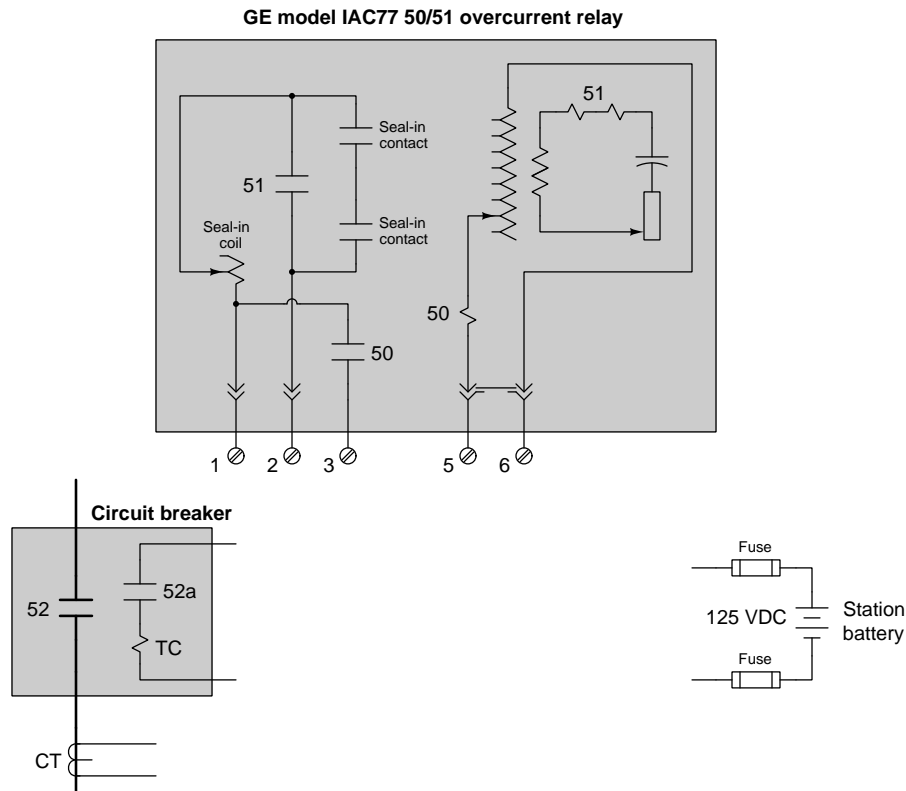 GE model IAC77 50/51 overcurrent relay
51
Seal-in
contact
51
Seal-in
contact
Seal-in
coil
50
50
1
2
3
5
6
Circuit breaker
52
52a
TC
CT
Fuse
125 VDC
Station
battery
Fuse